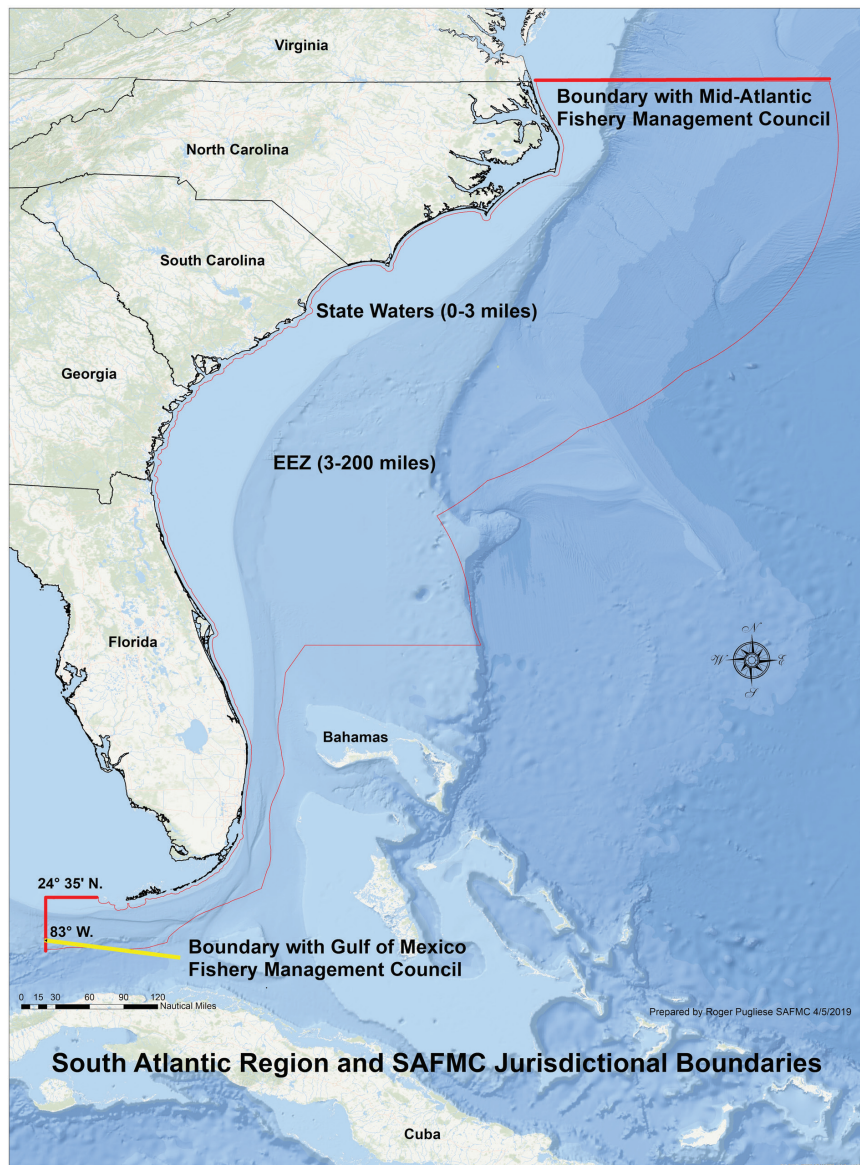 Virginia
Boundary with Mid-Atlantic
Fishery Management Council
North Carolina
South Carolina
State Waters (0-3 miles)
Georgia
EEZ (3-200 miles)
N
W E
S
Florida
Bahamas
24° 35' N.
83° W.
Boundary with Gulf of Mexico
Fishery Management Council
0 15 30 60 90 120
Nautical Miles
Prepared by Roger Pugliese SAFMC 4/5/2019
South Atlantic Region and SAFMC Jurisdictional Boundaries
Cuba